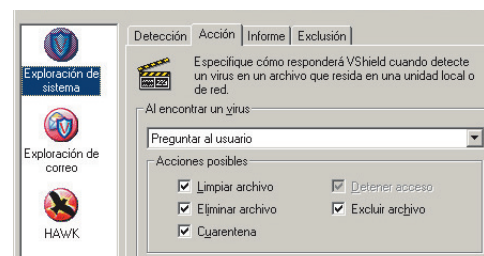 Detección Acción Informe Exclusión
Exploración de
sistema
Especifique cómo responderá VShield cuando detecte
un virus en un archivo que resida en una unidad local o
de red.
Al encontrar un virus
Preguntar al usuario
Exploración de
correo
Acciones posibles
Limpiar archivo
Detener acceso
Eliminar archivo
Excluir archivo
Cuarentena
HAWK